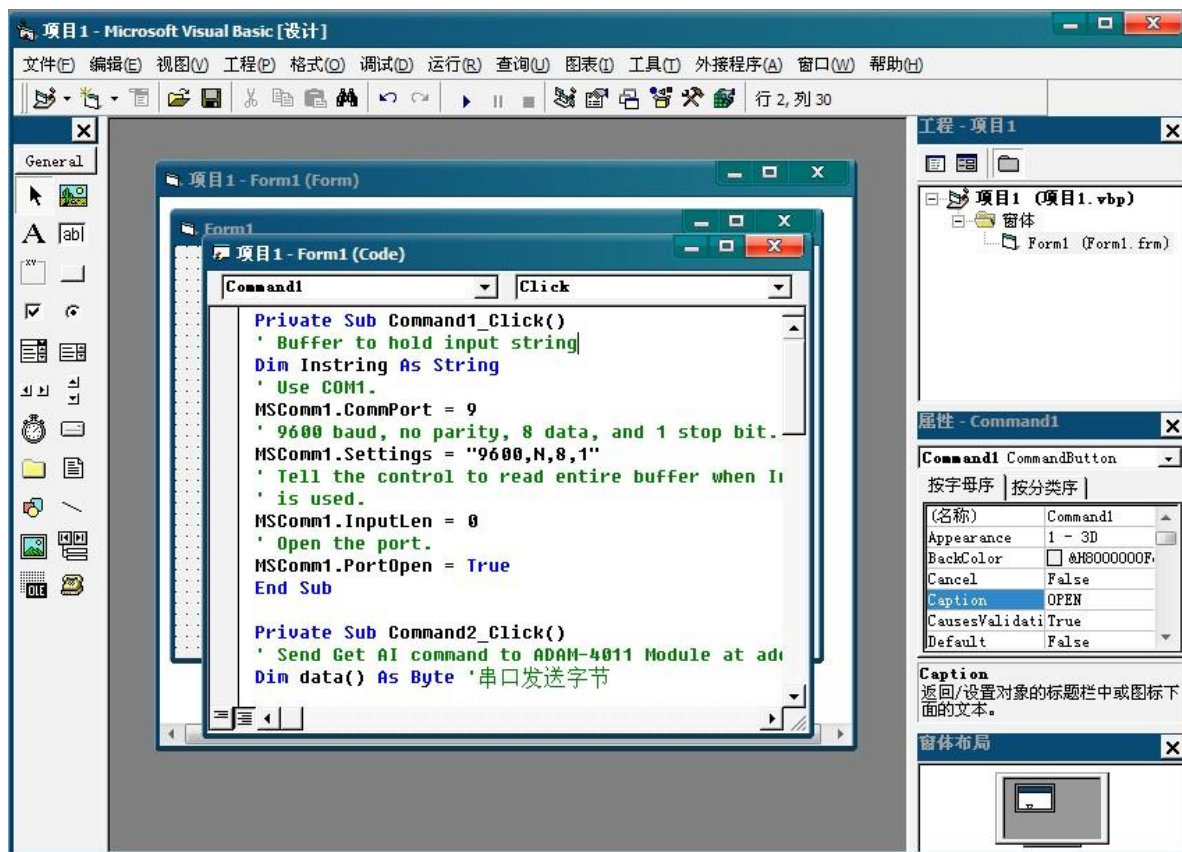 项目1 - Microsoft Visual Basic [设计]
文件(F) 编辑(E) 视图(V) 工程(P) 格式(O) 调试(D) 运行(R) 查询(U) 图表(I) 工具(T) 外接程序(A) 窗口(W) 帮助(H)
行 2, 列 30
General
A ab|
XY
OLE
项目1 - Form1 (Form)
Form1
项目1 - Form1 (Code)
Command1 Click
Private Sub Command1_Click()
' Buffer to hold input string
Dim Instring As String
' Use COM1.
MSComm1.CommPort = 9
' 9600 baud, no parity, 8 data, and 1 stop bit.
MSComm1.Settings = "9600,N,8,1"
' Tell the control to read entire buffer when
' is used.
MSComm1.InputLen = 0
' Open the port.
MSComm1.PortOpen = True
End Sub
Private Sub Command2_Click()
' Send Get AI command to ADAM-4011 Module at
Dim data() As Byte '串口发送字节
工程 - 项目1
项目1 (项目1.vbp)
窗体
Form1 (Form1.frm)
属性 - Command1
Command1 CommandButton
按字母序 按分类序
(名称) Command1
Appearance 1 - 3D
BackColor &H8000000F
Cancel False
Caption OPEN
CausesValidati True
Default False
Caption
返回/设置对象的标题栏中或图标下
面的文本。
窗体布局